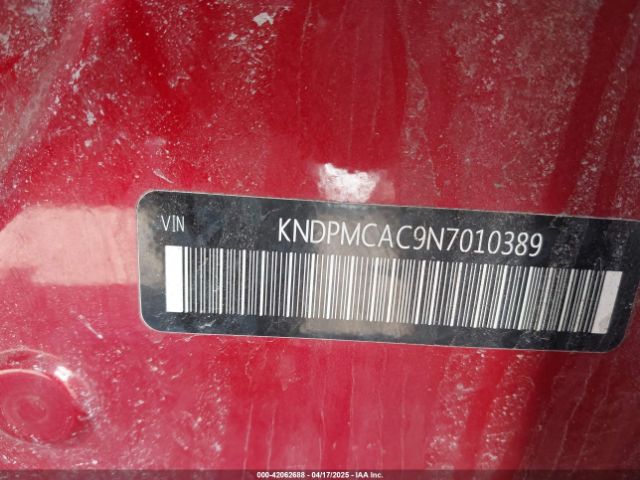 VIN
KNDPMCAC9N7010389
000-42062688 - 04/17/2025 - IAA Inc.